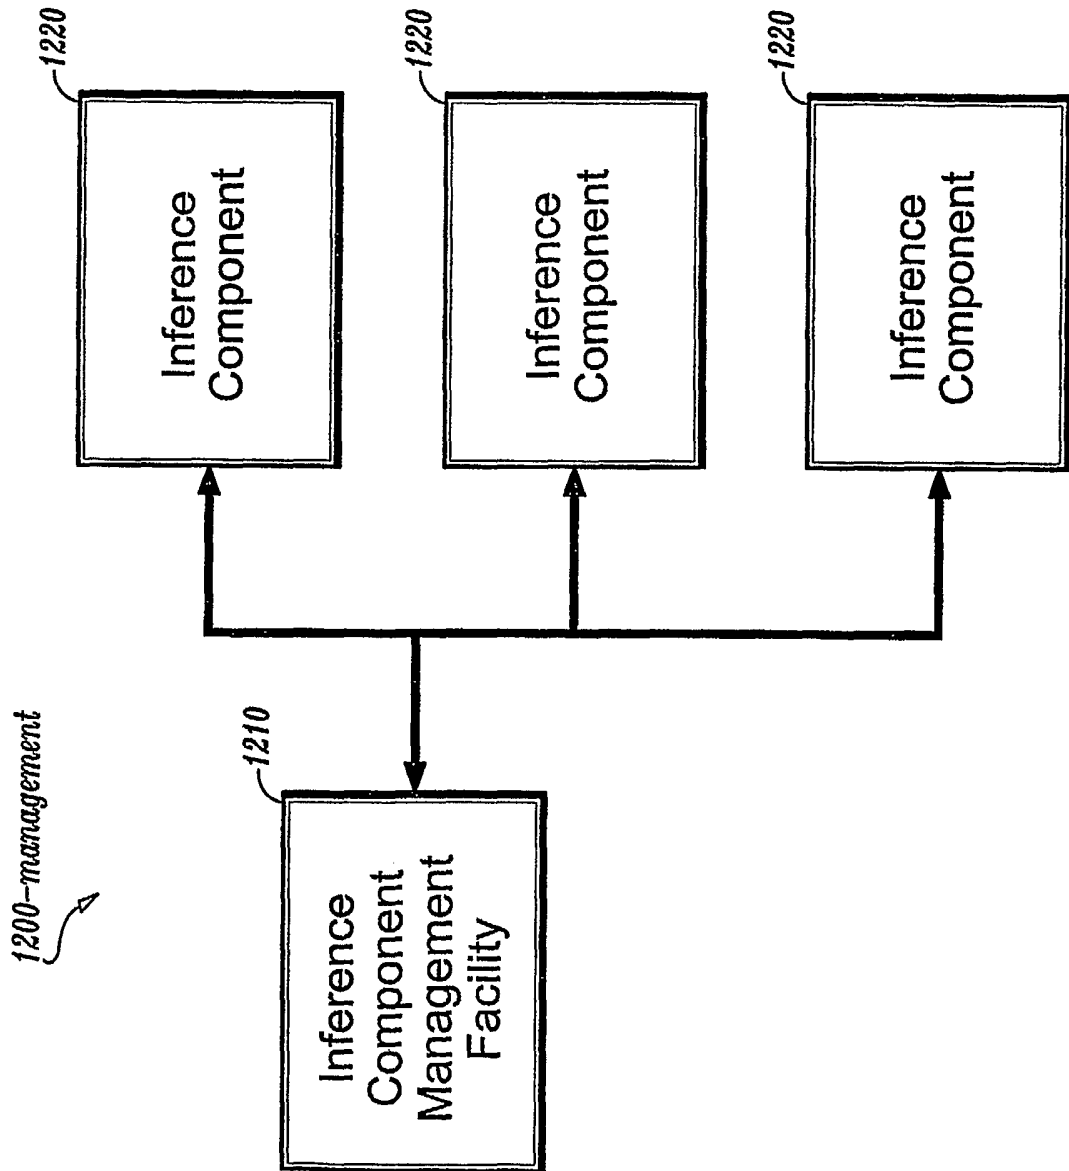 1200-management
1210
Inference
Component
Management
Facility
1220
Inference
Component
1220
Inference
Component
1220
Inference
Component